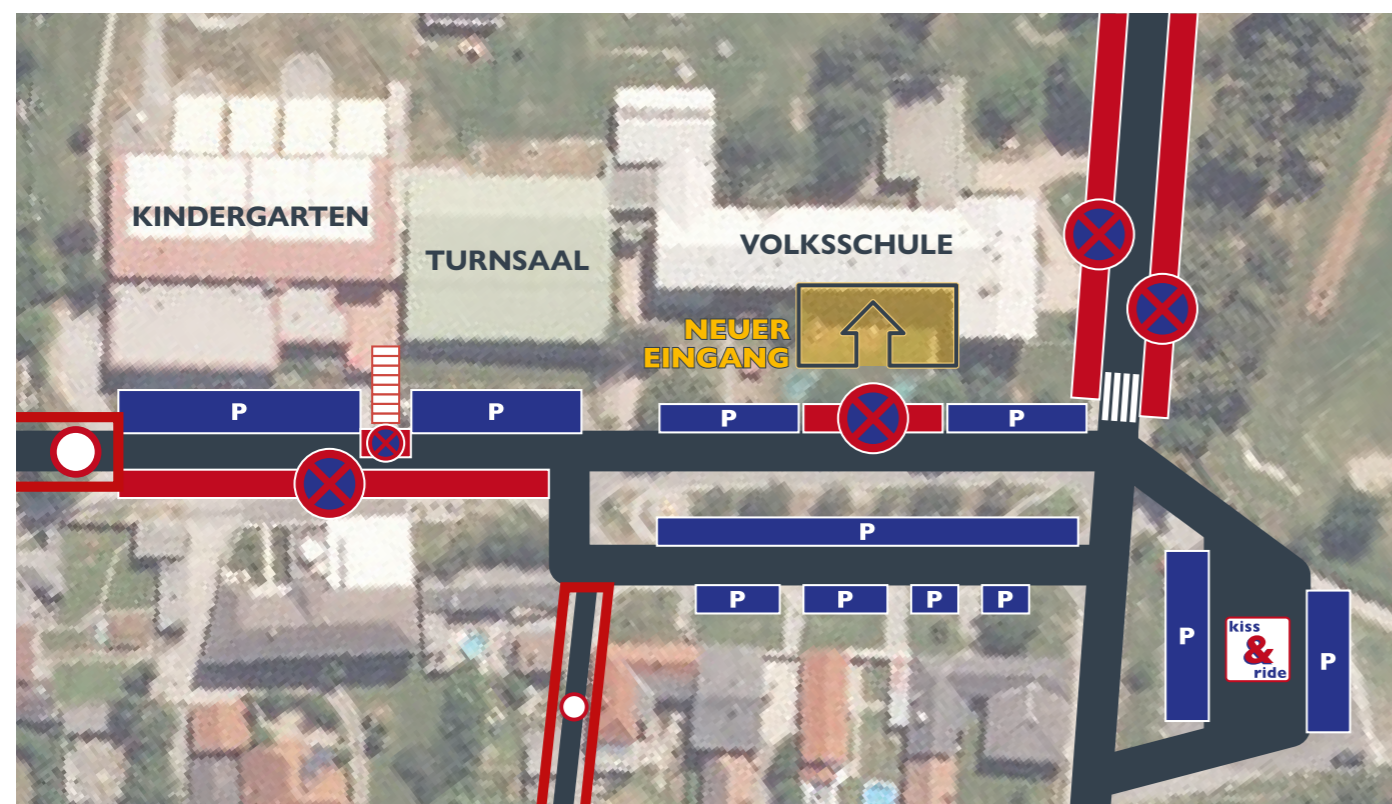 KINDERGARTEN
TURNSAAL
VOLKSSCHULE
NEUER
EINGANG
P
P
P
P
P
P
P
P
P
P
kiss
&
ride
P